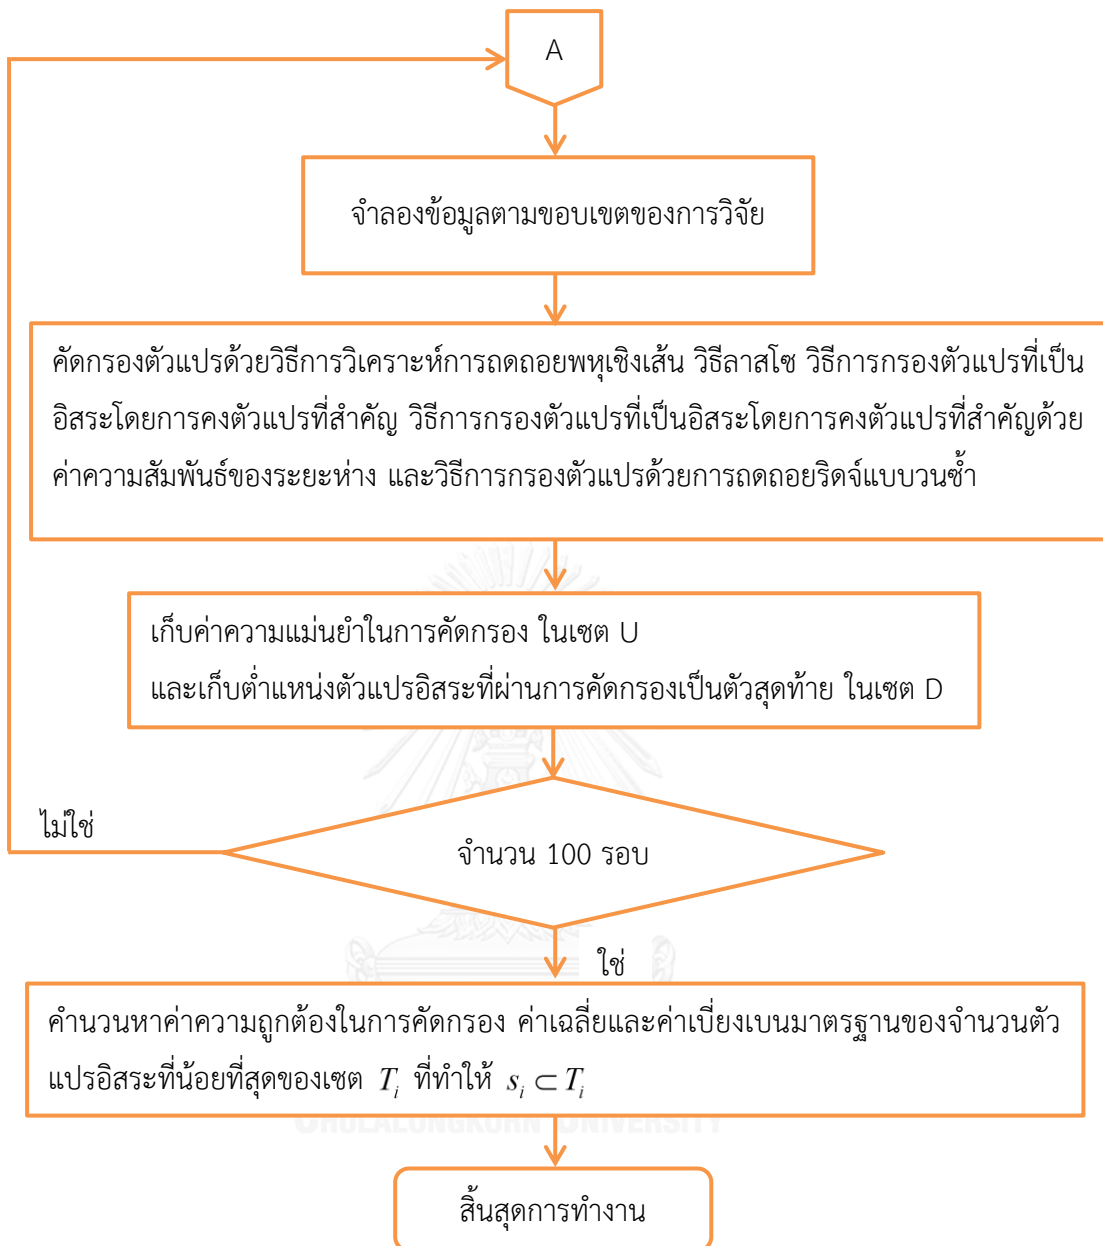 A
จำลองข้อมูลตามขอบเขตของการวิจัย
คัดกรองตัวแปรด้วยวิธีการวิเคราะห์การถดถอยพหุเชิงเส้น วิธีลาสโซ วิธีการกรองตัวแปรที่เป็น
อิสระโดยการคงตัวแปรที่สำคัญ วิธีการกรองตัวแปรที่เป็นอิสระโดยการคงตัวแปรที่สำคัญด้วย
ค่าความสัมพันธ์ของระยะห่าง และวิธีการกรองตัวแปรด้วยการถดถอยริดจ์แบบวนซ้ำ
เก็บค่าความแม่นยำในการคัดกรอง ในเซต U
และเก็บตำแหน่งตัวแปรอิสระที่ผ่านการคัดกรองเป็นตัวสุดท้าย ในเซต D
ไม่ใช่
จำนวน 100 รอบ
ใช่
คำนวนหาค่าความถูกต้องในการคัดกรอง ค่าเฉลี่ยและค่าเบี่ยงเบนมาตรฐานของจำนวนตัว
แปรอิสระที่น้อยที่สุดของเซต $T_i$ ที่ทำให้ $s_i \subset T_i$
CHULALONGKORN UNIVERSITY
สิ้นสุดการทำงาน